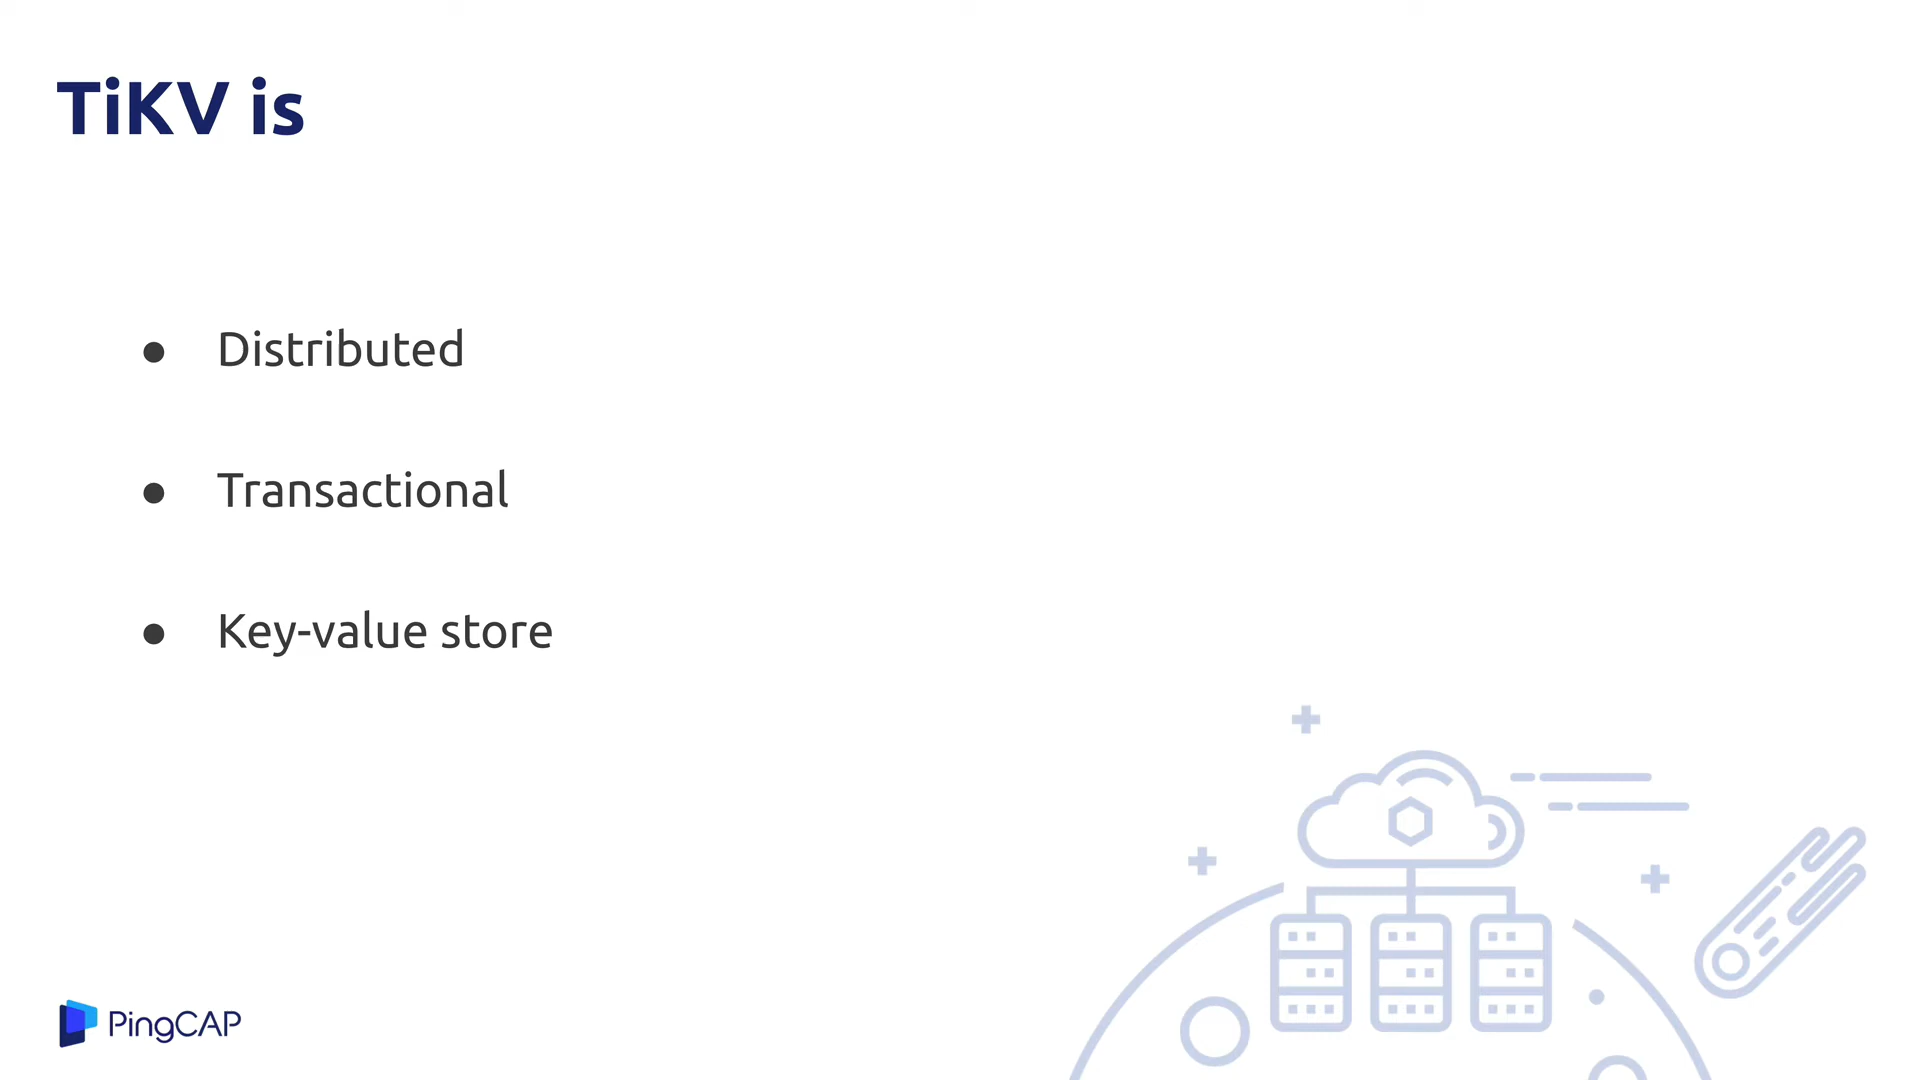 TiKV is
● Distributed
● Transactional
● Key-value store
PingCAP